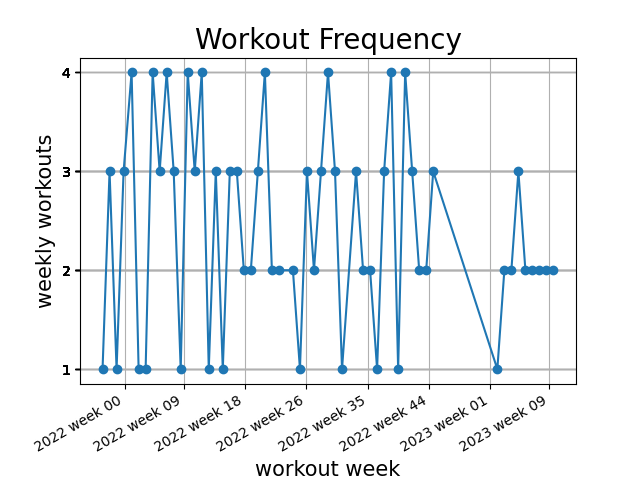 Workout Frequency
weekly workouts
4
3
2
1
2022 week 00
2022 week 09
2022 week 18
2022 week 26
2022 week 35
2022 week 44
2023 week 01
2023 week 09
workout week